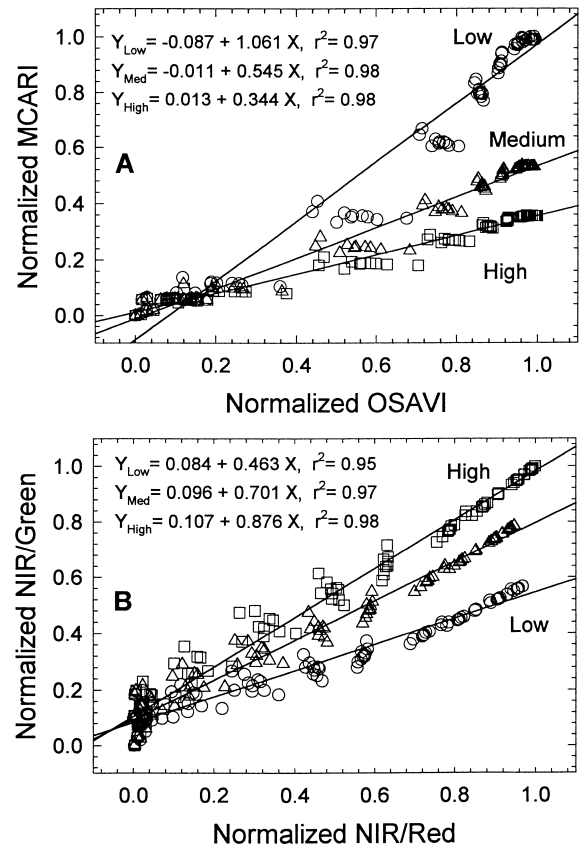 Y_Low= -0.087 + 1.061 X, r²= 0.97
Y_Med= -0.011 + 0.545 X, r²= 0.98
Y_High= 0.013 + 0.344 X, r²= 0.98
Low
Medium
High
A
Normalized MCARI
1.0
0.8
0.6
0.4
0.2
0.0
0.0 0.2 0.4 0.6 0.8 1.0
Normalized OSAVI
Y_Low= 0.084 + 0.463 X, r²= 0.95
Y_Med= 0.096 + 0.701 X, r²= 0.97
Y_High= 0.107 + 0.876 X, r²= 0.98
High
Low
B
Normalized NIR/Green
1.0
0.8
0.6
0.4
0.2
0.0
0.0 0.2 0.4 0.6 0.8 1.0
Normalized NIR/Red